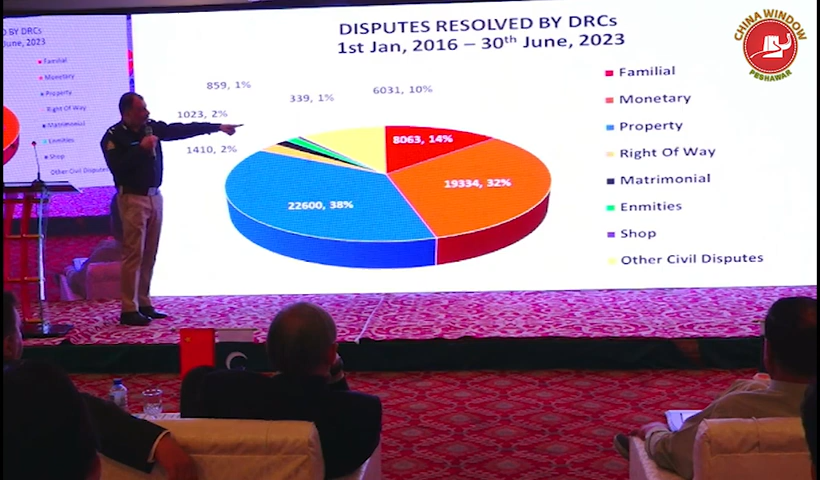 DISPUTES RESOLVED BY DRCs
1st Jan, 2016 – 30th June, 2023
859, 1%
339, 1%
6031, 10%
1023, 2%
1410, 2%
8063, 14%
19334, 32%
22600, 38%
Familial
Monetary
Property
Right Of Way
Matrimonial
Enmities
Shop
Other Civil Disputes
CHINA WINDOW
PESHAWAR
D BY DRCs
June, 2023
Familial
Monetary
Property
Right Of Way
Matrimonial
Enmities
Shop
Other Civil Disputes